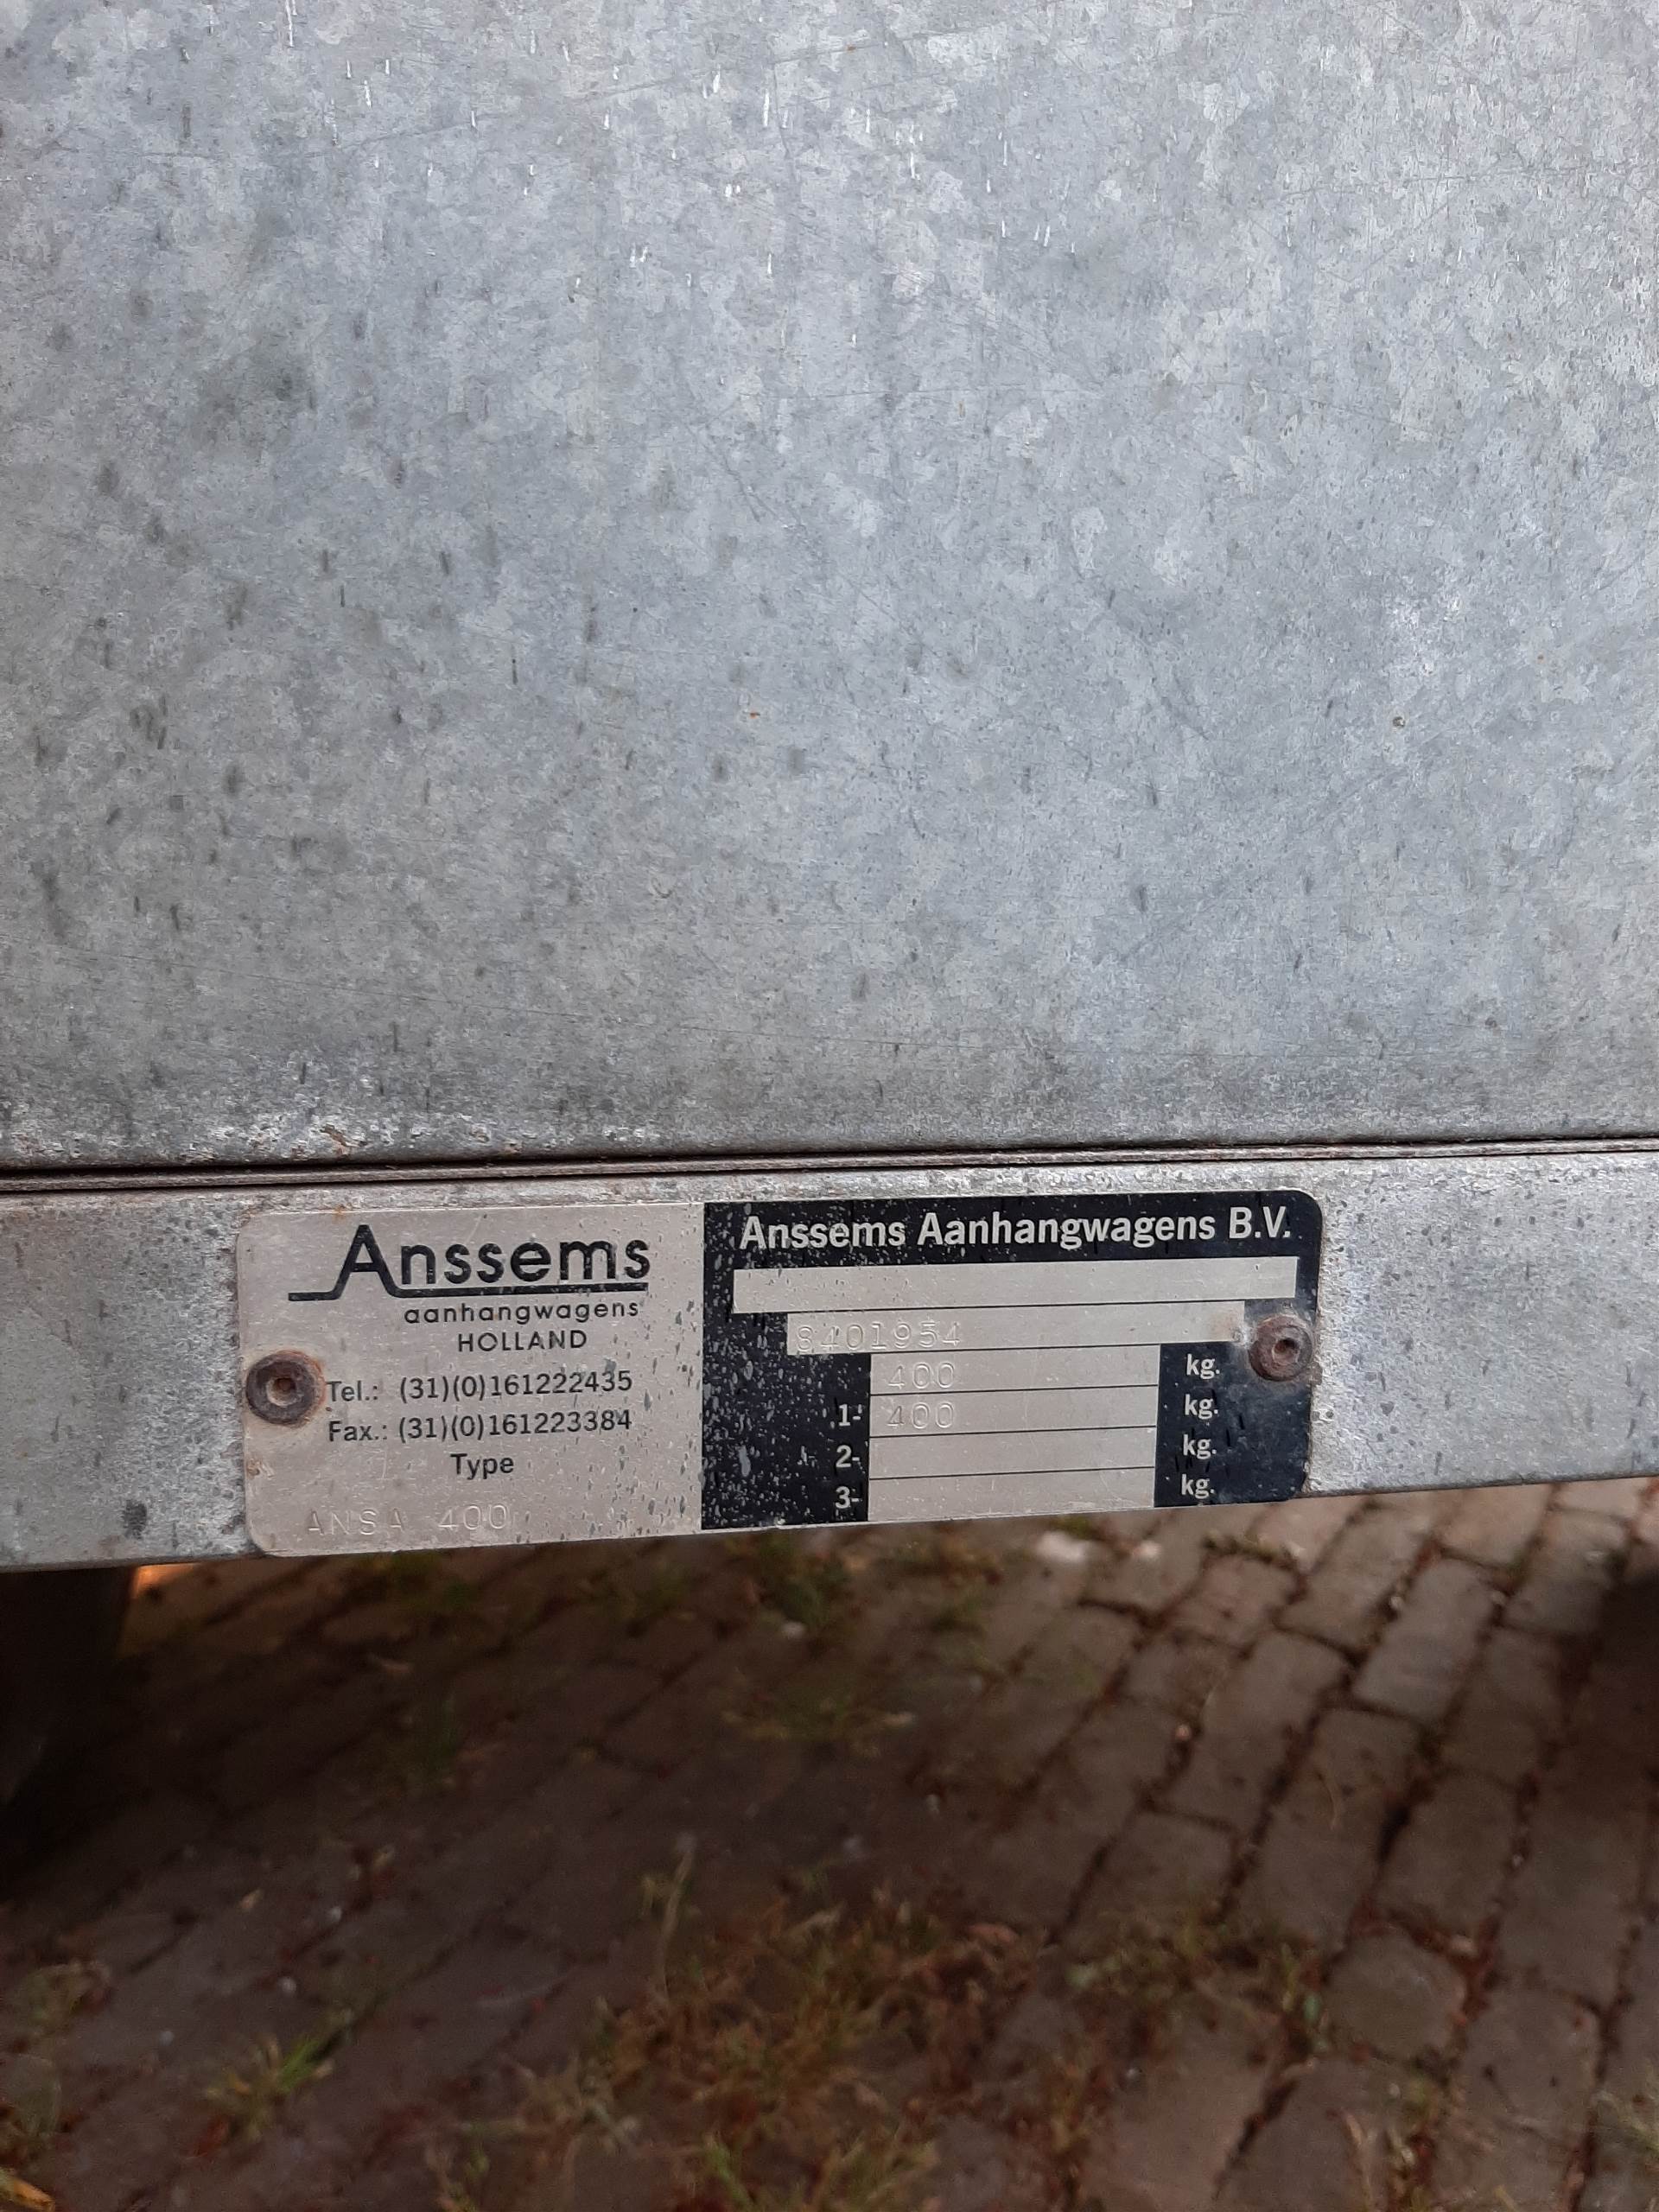 Anssems
aanhangwagens
HOLLAND
Tel.: (31)(0)161222435
Fax.: (31)(0)161223384
Type
ANSA 400
Anssems Aanhangwagens B.V.
8401954
400 kg.
1- 400 kg.
2- kg.
3- kg.